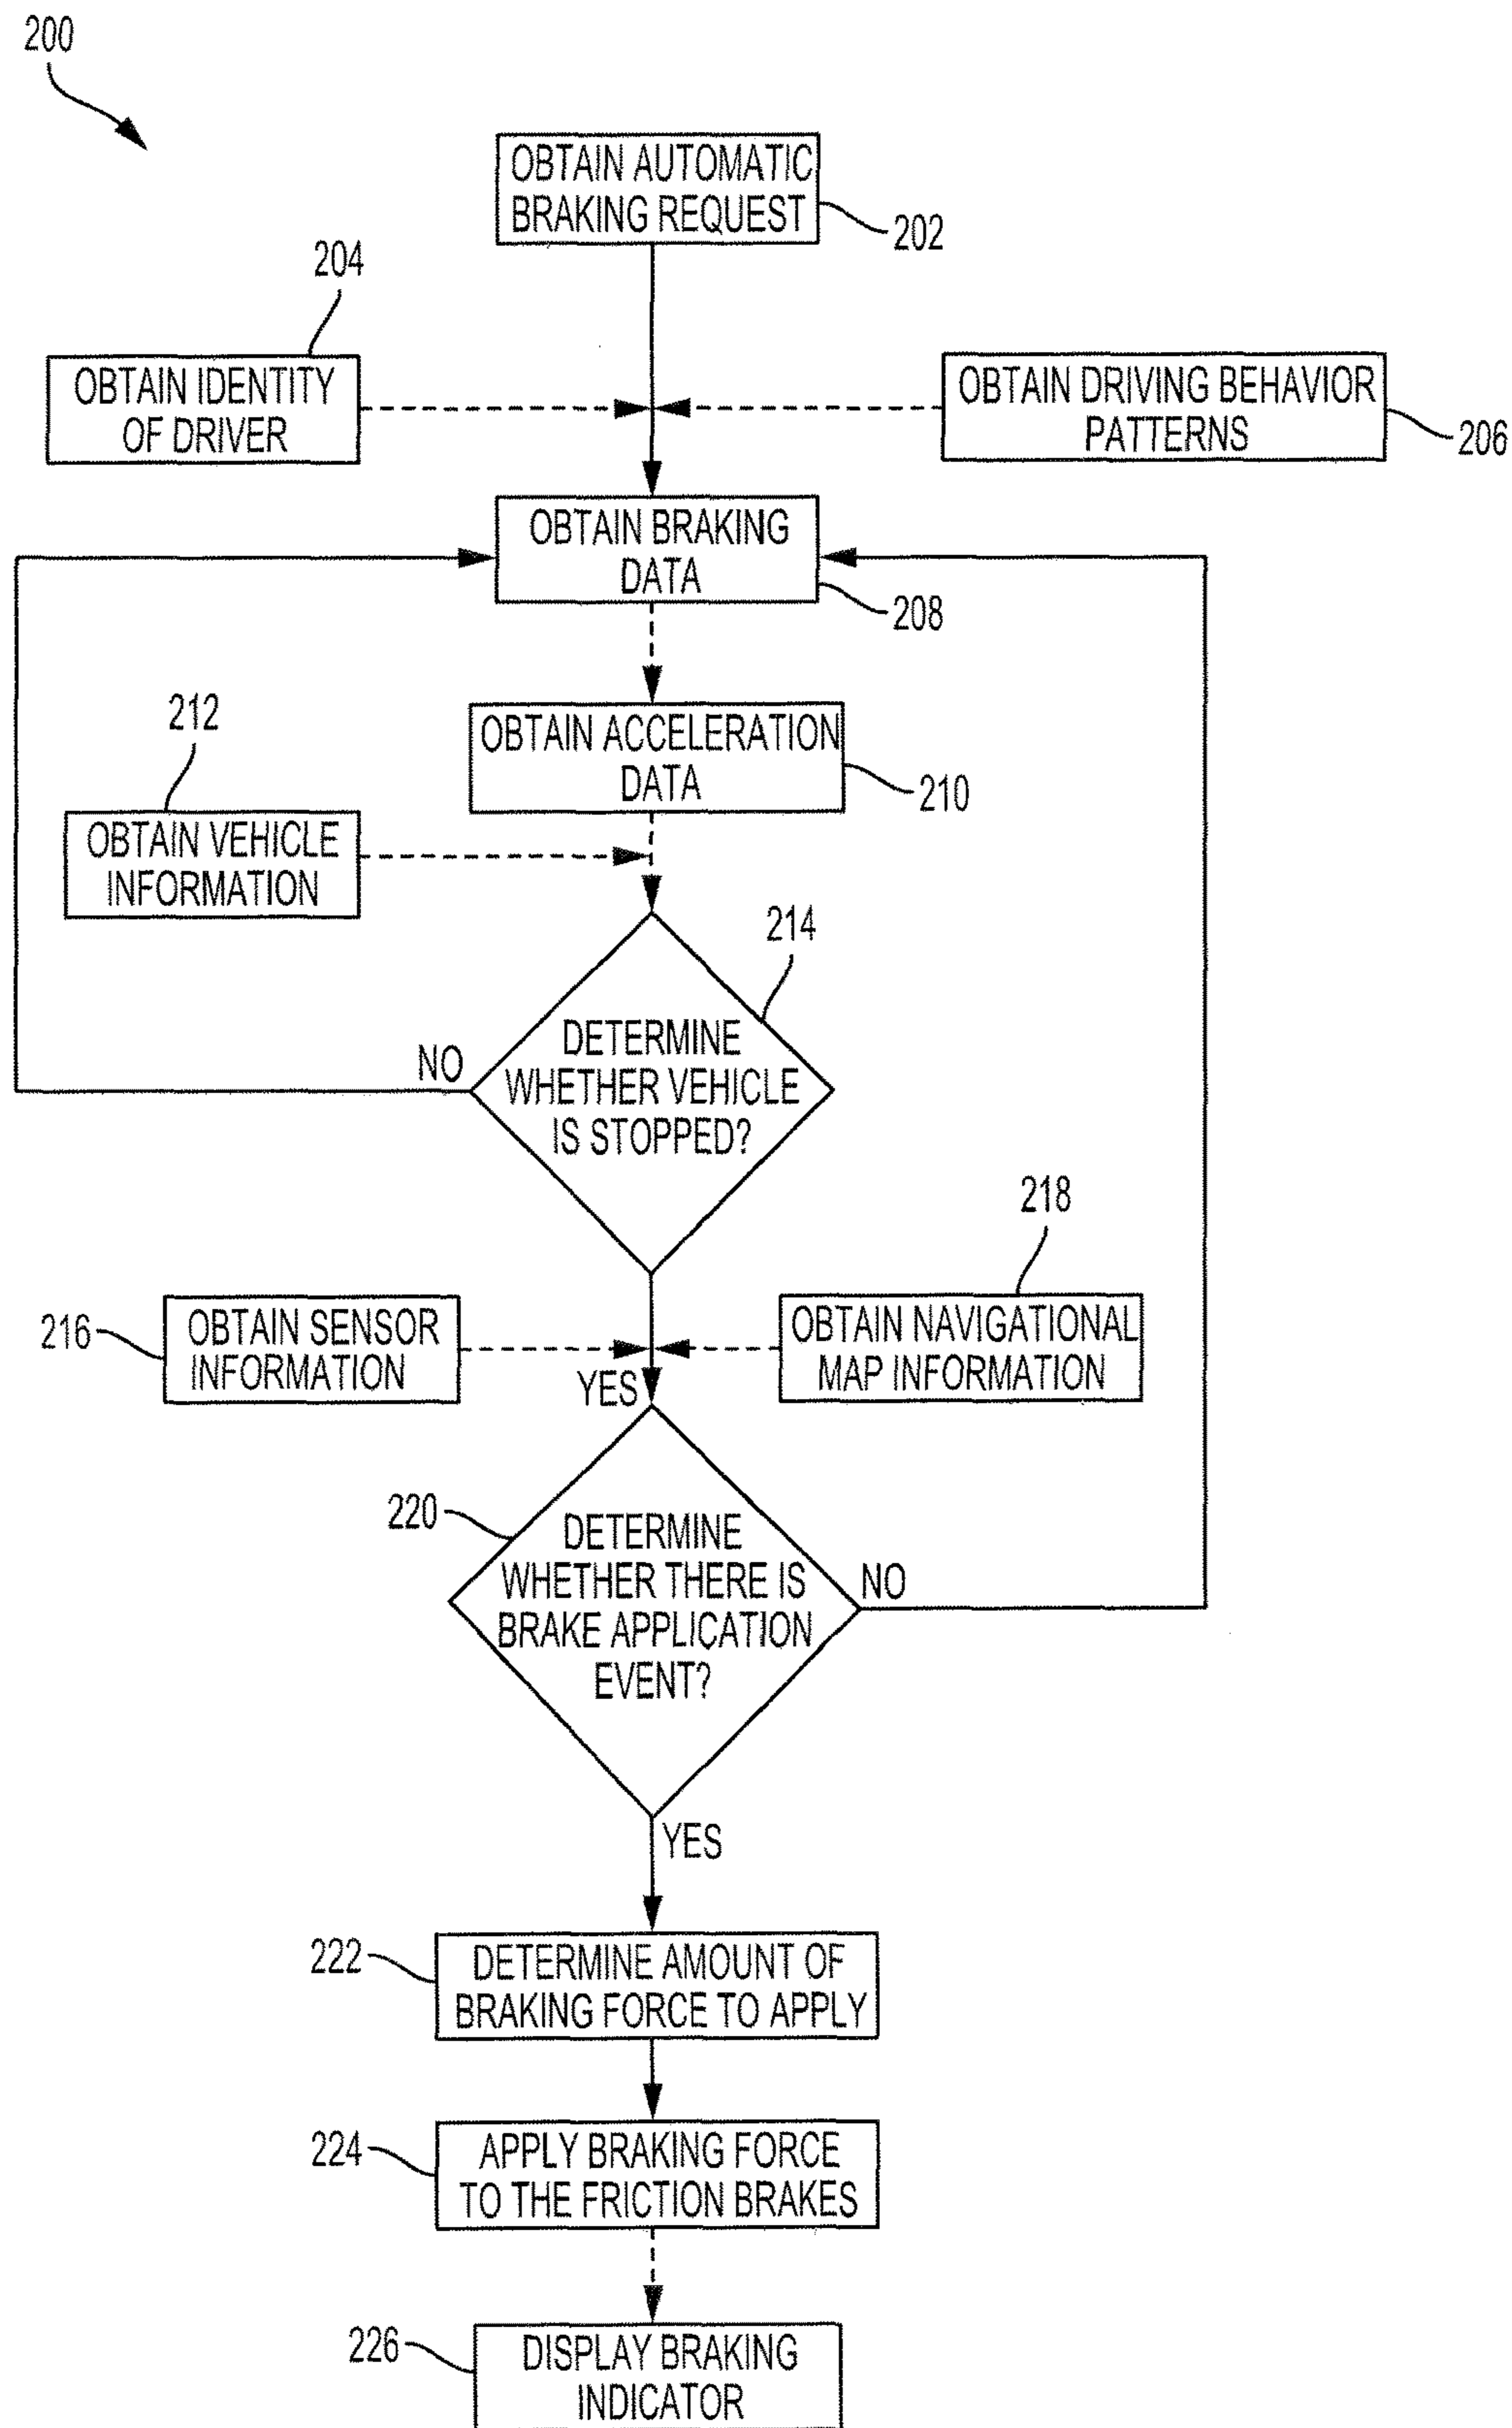 200
OBTAIN AUTOMATIC
BRAKING REQUEST
202
204
OBTAIN IDENTITY
OF DRIVER
OBTAIN DRIVING BEHAVIOR
PATTERNS
206
OBTAIN BRAKING
DATA
208
OBTAIN ACCELERATION
DATA
210
212
OBTAIN VEHICLE
INFORMATION
214
DETERMINE
WHETHER VEHICLE
IS STOPPED?
NO
216
OBTAIN SENSOR
INFORMATION
218
OBTAIN NAVIGATIONAL
MAP INFORMATION
YES
220
DETERMINE
WHETHER THERE IS
BRAKE APPLICATION
EVENT?
NO
YES
222
DETERMINE AMOUNT OF
BRAKING FORCE TO APPLY
224
APPLY BRAKING FORCE
TO THE FRICTION BRAKES
226
DISPLAY BRAKING
INDICATOR